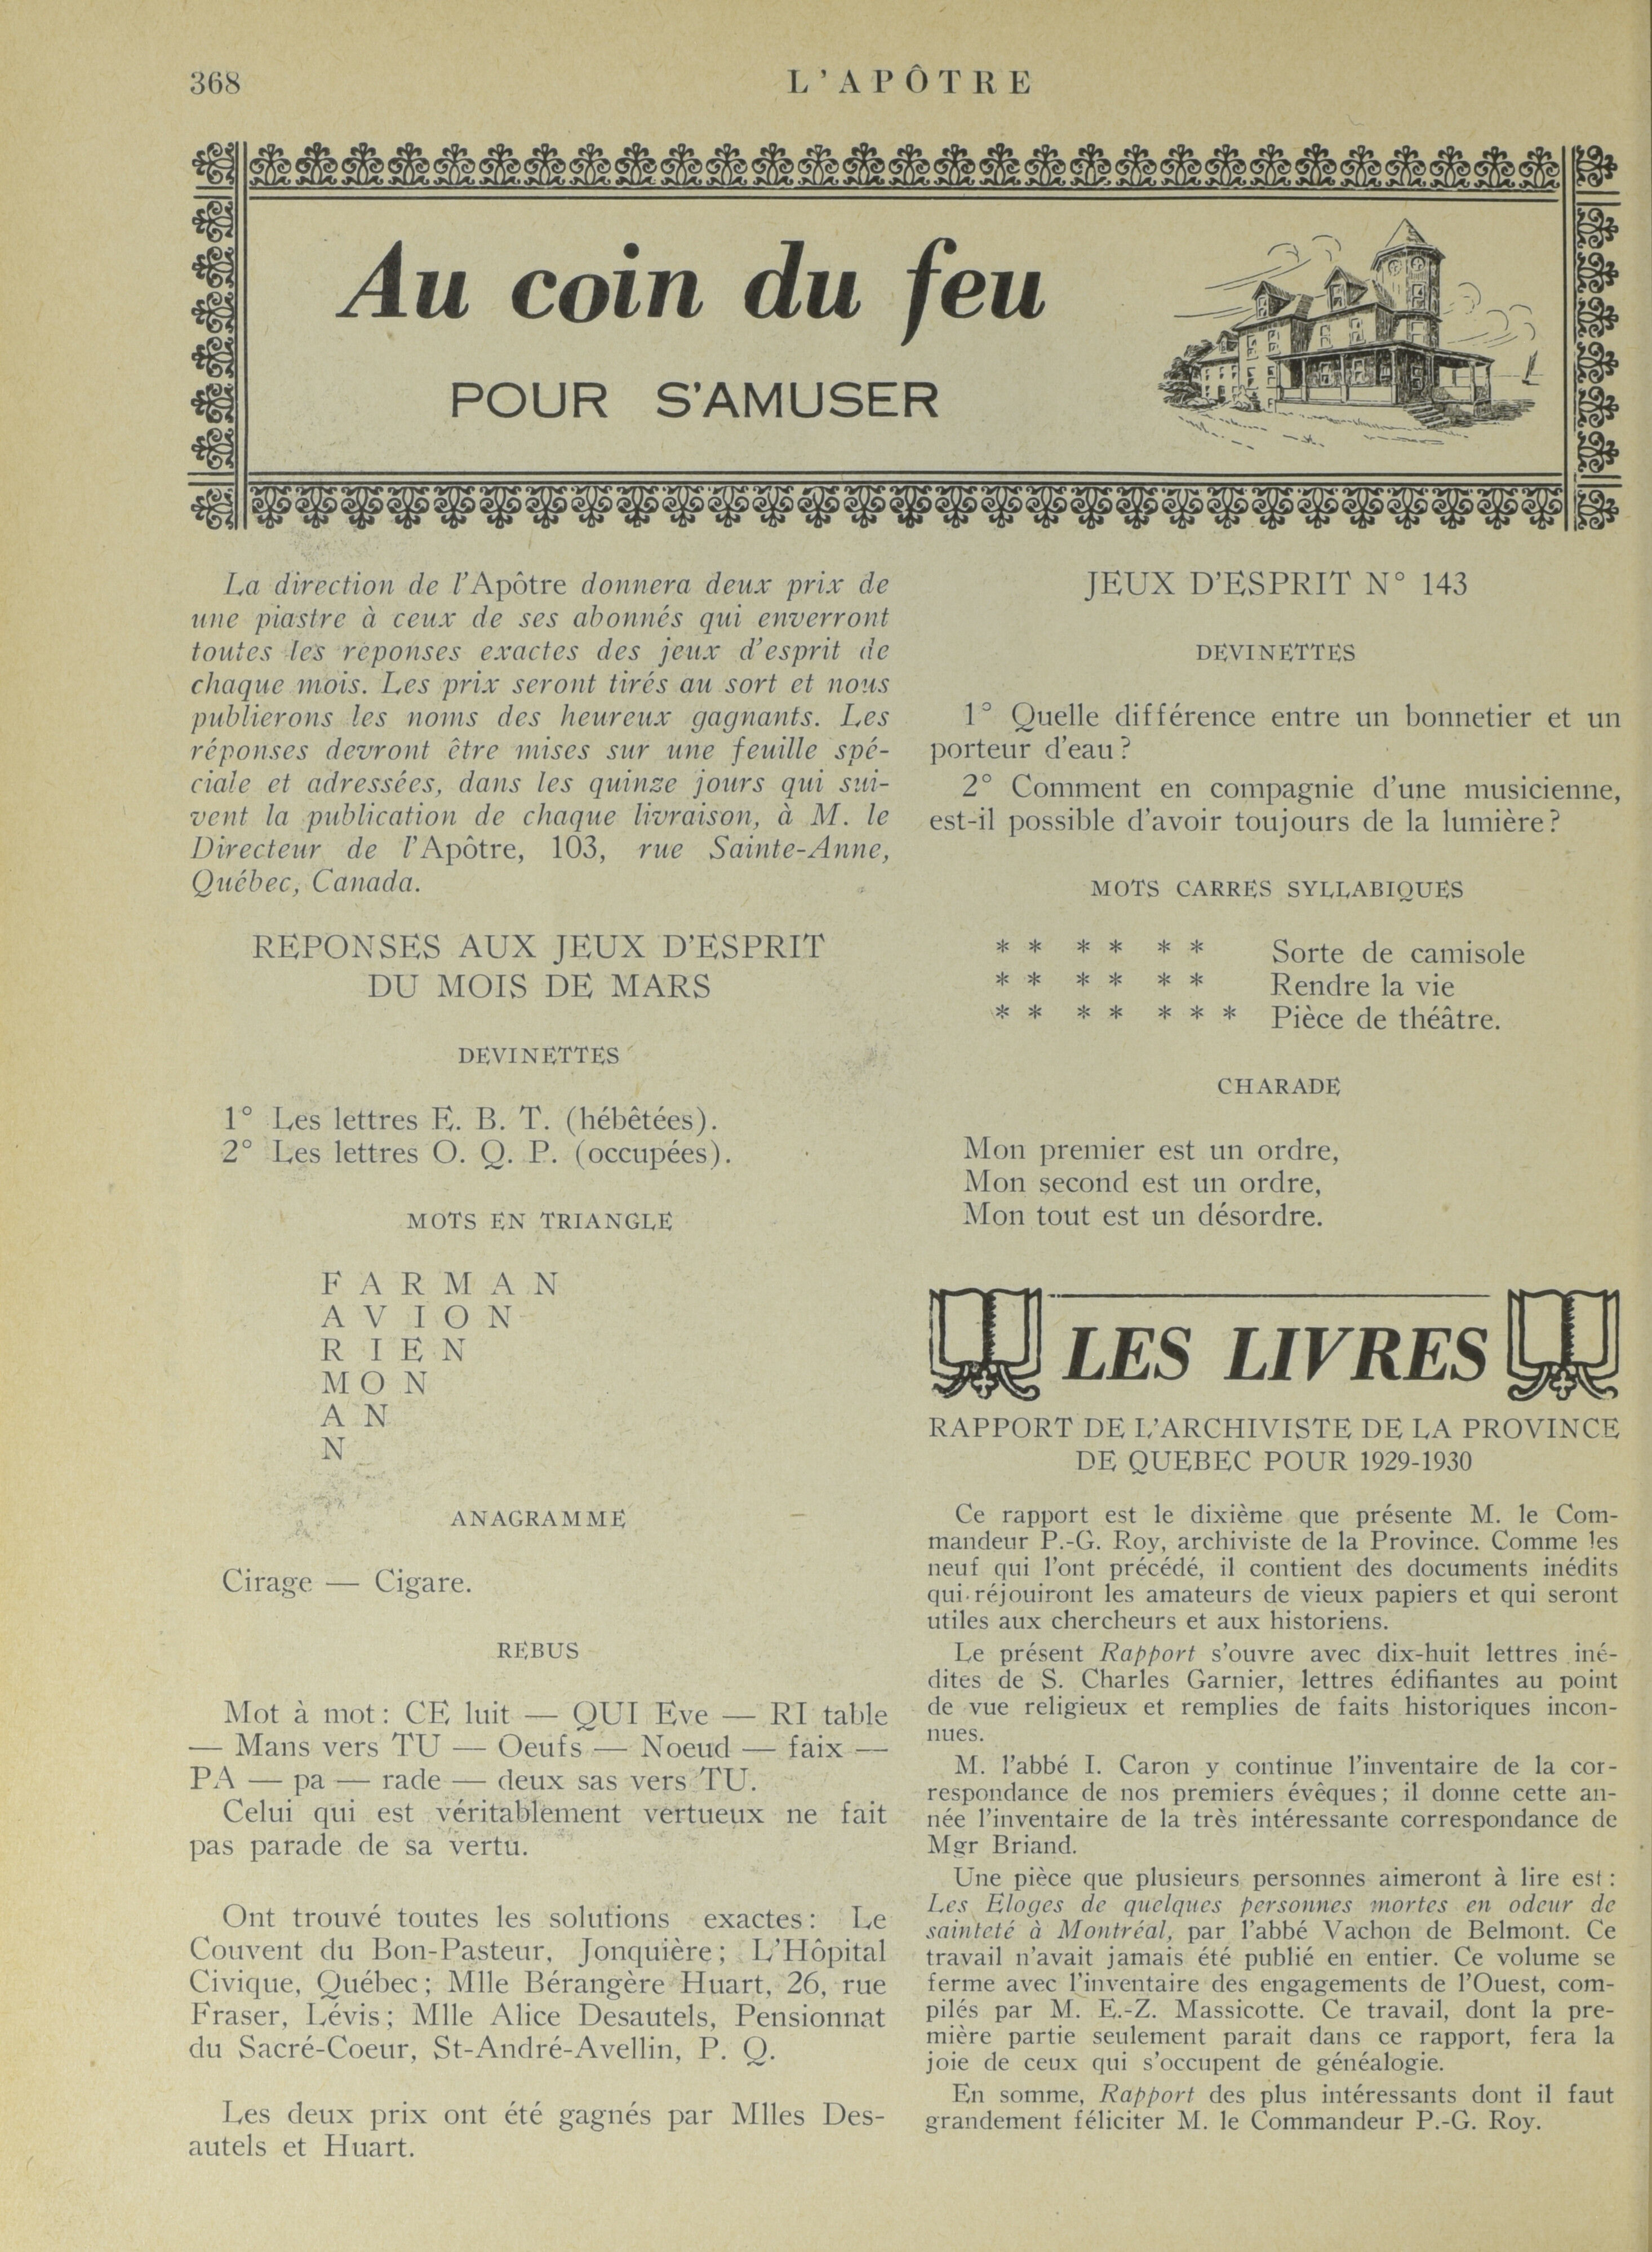 368
L'APÔTRE
Au coin du feu
POUR S'AMUSER
La direction de l'Apôtre donnera deux prix de
une piastre à ceux de ses abonnés qui enverront
toutes les reponses exactes des jeux d'esprit de
chaque mois. Les prix seront tirés au sort et nous
publierons les noms des heureux gagnants. Les
réponses devront être mises sur une feuille spé-
ciale et adressées, dans les quinze jours qui sui-
vent la publication de chaque livraison, à M. le
Directeur de l'Apôtre, 103, rue Sainte-Anne,
Québec, Canada.
REPONSES AUX JEUX D'ESPRIT
DU MOIS DE MARS
DEVINETTES
1° Les lettres E. B. T. (hébêtées).
2° Les lettres O. Q. P. (occupées).
MOTS EN TRIANGLE
F A R M A N
A V I O N
R I E N
M O N
A N
N
ANAGRAMME
Cirage — Cigare.
REBUS
Mot à mot: CE luit — QUI Eve — RI table
— Mans vers TU — Oeufs — Noeud — faix —
PA — pa — rade — deux sas vers TU.
Celui qui est véritablement vertueux ne fait
pas parade de sa vertu.
Ont trouvé toutes les solutions exactes: Le
Couvent du Bon-Pasteur, Jonquière; L'Hôpital
Civique, Québec; Mlle Bérangère Huart, 26, rue
Fraser, Lévis; Mlle Alice Desautels, Pensionnat
du Sacré-Coeur, St-André-Avellin, P. Q.
Les deux prix ont été gagnés par Mlles Des-
autels et Huart.
JEUX D'ESPRIT N° 143
DEVINETTES
1° Quelle différence entre un bonnetier et un
porteur d'eau?
2° Comment en compagnie d'une musicienne,
est-il possible d'avoir toujours de la lumière?
MOTS CARRES SYLLABIQUES
* * * * * * Sorte de camisole
* * * * * * Rendre la vie
* * * * * * * Pièce de théâtre.
CHARADE
Mon premier est un ordre,
Mon second est un ordre,
Mon tout est un désordre.
LES LIVRES
RAPPORT DE L'ARCHIVISTE DE LA PROVINCE
DE QUEBEC POUR 1929-1930
Ce rapport est le dixième que présente M. le Com-
mandeur P.-G. Roy, archiviste de la Province. Comme les
neuf qui l'ont précédé, il contient des documents inédits
qui réjouiront les amateurs de vieux papiers et qui seront
utiles aux chercheurs et aux historiens.
Le présent Rapport s'ouvre avec dix-huit lettres iné-
dites de S. Charles Garnier, lettres édifiantes au point
de vue religieux et remplies de faits historiques incon-
nues.
M. l'abbé I. Caron y continue l'inventaire de la cor-
respondance de nos premiers évêques; il donne cette an-
née l'inventaire de la très intéressante correspondance de
Mgr Briand.
Une pièce que plusieurs personnes aimeront à lire est:
Les Eloges de quelques personnes mortes en odeur de
sainteté à Montréal, par l'abbé Vachon de Belmont. Ce
travail n'avait jamais été publié en entier. Ce volume se
ferme avec l'inventaire des engagements de l'Ouest, com-
pilés par M. E.-Z. Massicotte. Ce travail, dont la pre-
mière partie seulement parait dans ce rapport, fera la
joie de ceux qui s'occupent de généalogie.
En somme, Rapport des plus intéressants dont il faut
grandement féliciter M. le Commandeur P.-G. Roy.